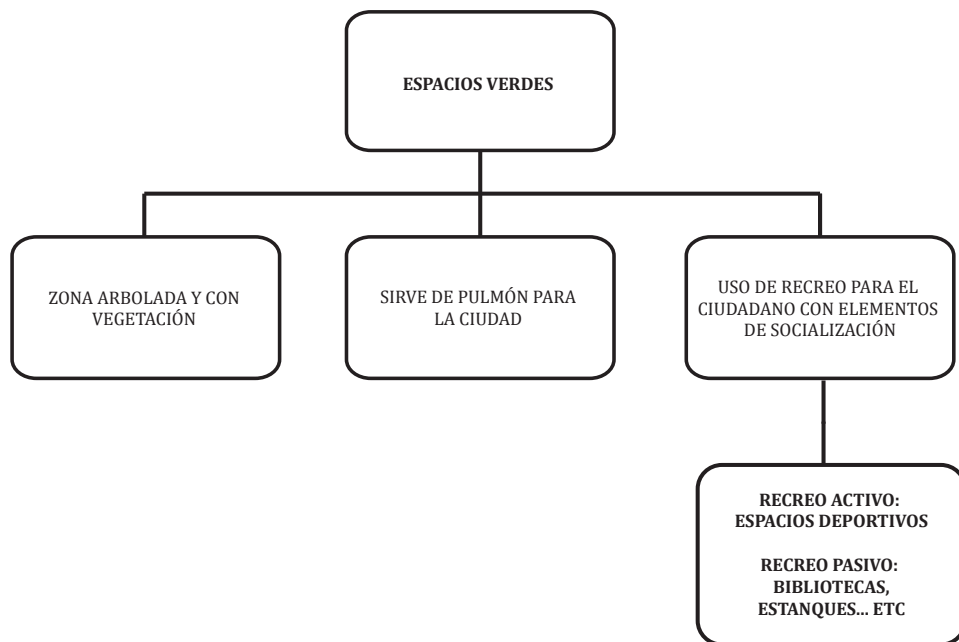 ESPACIOS VERDES
ZONA ARBOLADA Y CON
VEGETACIÓN
SIRVE DE PULMÓN PARA
LA CIUDAD
USO DE RECREO PARA EL
CIUDADANO CON ELEMENTOS
DE SOCIALIZACIÓN
RECREO ACTIVO:
ESPACIOS DEPORTIVOS
RECREO PASIVO:
BIBLIOTECAS,
ESTANQUES... ETC